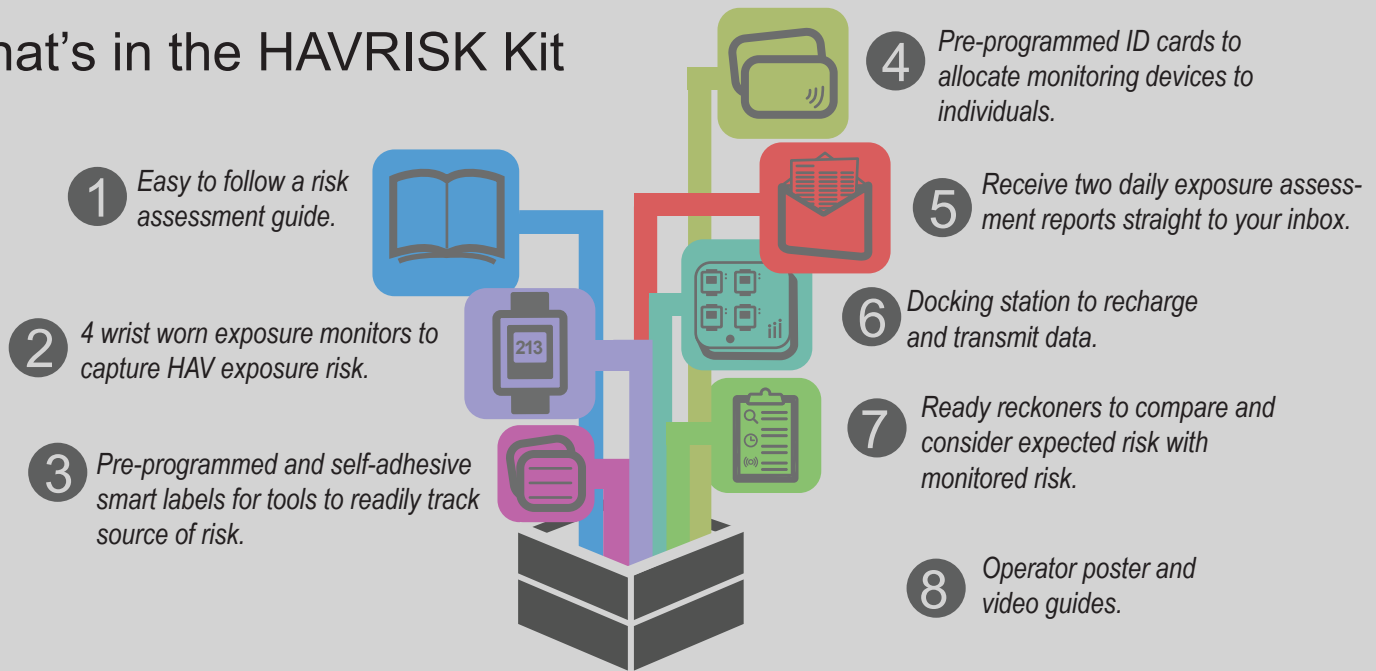 hat's in the HAVRISK Kit
1
Easy to follow a risk
assessment guide.
2
4 wrist worn exposure monitors to
capture HAV exposure risk.
213
3
Pre-programmed and self-adhesive
smart labels for tools to readily track
source of risk.
4
Pre-programmed ID cards to
allocate monitoring devices to
individuals.
5
Receive two daily exposure assess-
ment reports straight to your inbox.
6
Docking station to recharge
and transmit data.
7
Ready reckoners to compare and
consider expected risk with
monitored risk.
8
Operator poster and
video guides.